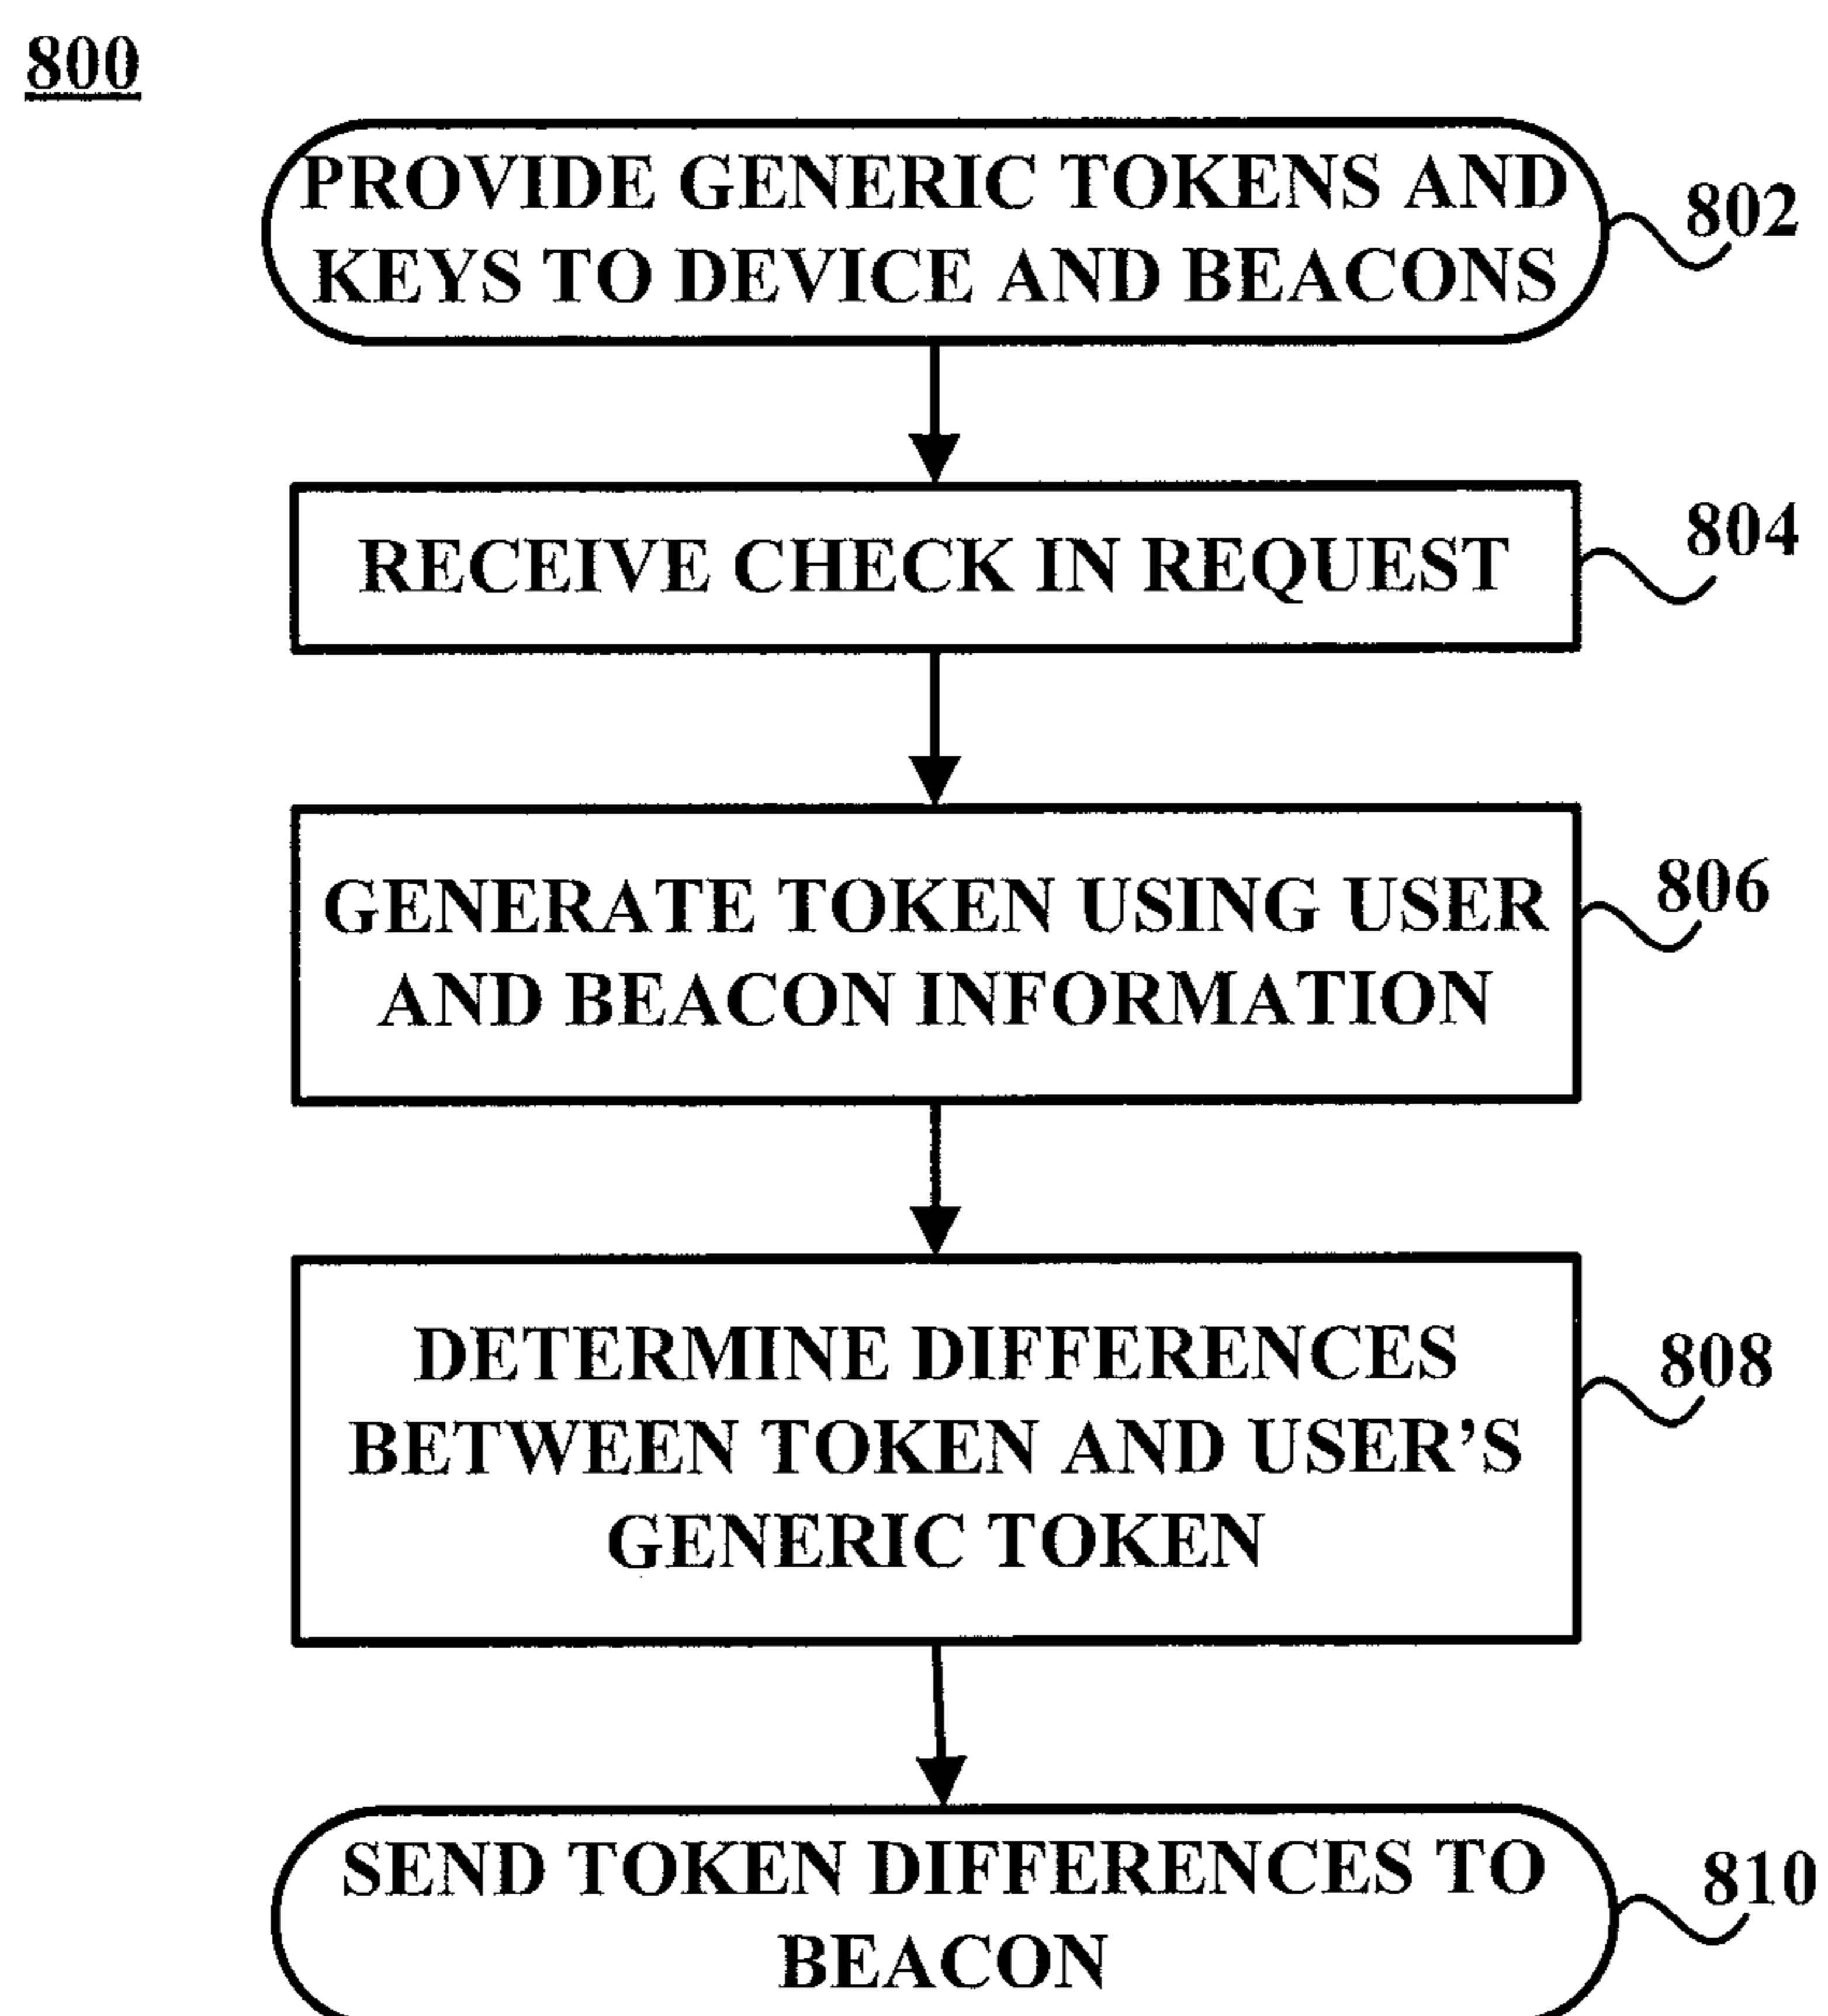 800
PROVIDE GENERIC TOKENS AND
KEYS TO DEVICE AND BEACONS
802
RECEIVE CHECK IN REQUEST
804
GENERATE TOKEN USING USER
AND BEACON INFORMATION
806
DETERMINE DIFFERENCES
BETWEEN TOKEN AND USER’S
GENERIC TOKEN
808
SEND TOKEN DIFFERENCES TO
BEACON
810